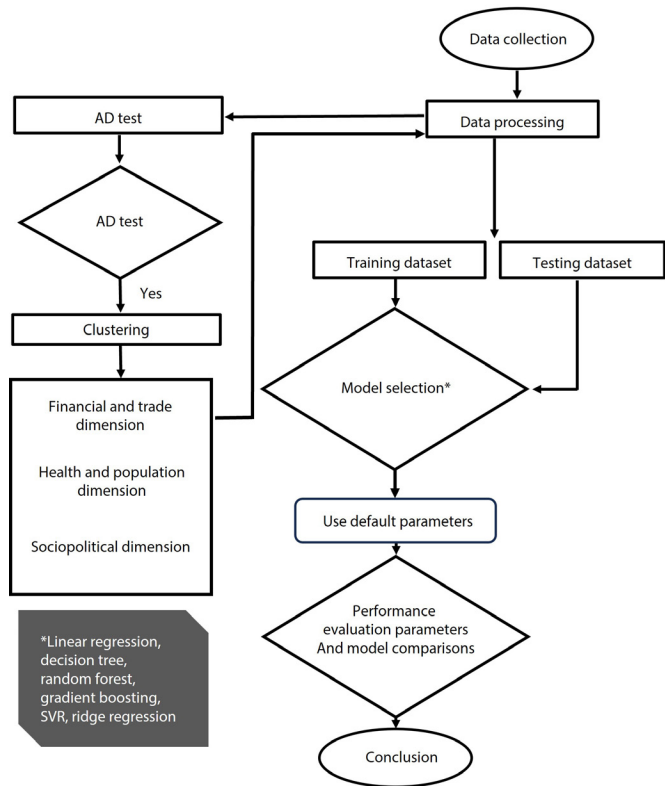 Data collection
AD test
Data processing
AD test
Yes
Training dataset
Testing dataset
Clustering
Model selection*
Financial and trade
dimension
Health and population
dimension
Sociopolitical dimension
Use default parameters
Performance
evaluation parameters
And model comparisons
*Linear regression,
decision tree,
random forest,
gradient boosting,
SVR, ridge regression
Conclusion